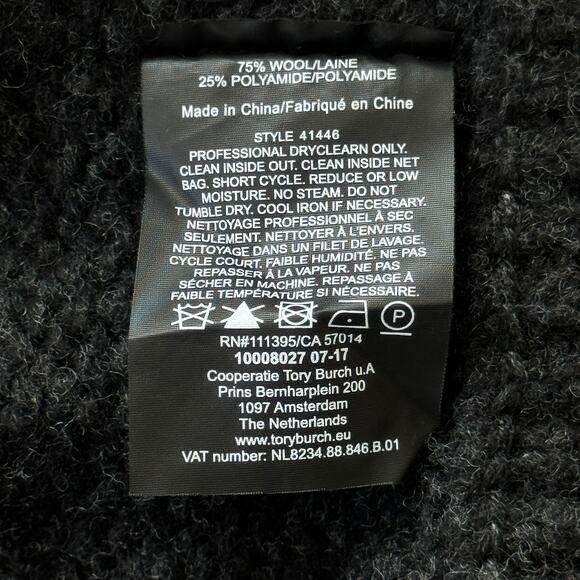 75% WOOL/LAINE
25% POLYAMIDE/POLYAMIDE
Made in China/Fabriqué en Chine
STYLE 41446
PROFESSIONAL DRYCLEARN ONLY.
CLEAN INSIDE OUT. CLEAN INSIDE NET
BAG. SHORT CYCLE. REDUCE OR LOW
MOISTURE. NO STEAM. DO NOT
TUMBLE DRY. COOL IRON IF NECESSARY.
NETTOYAGE PROFESSIONNEL À SEC
SEULEMENT. NETTOYER À L'ENVERS.
NETTOYAGE DANS UN FILET DE LAVAGE.
CYCLE COURT. FAIBLE HUMIDITÉ. NE PAS
REPASSER À LA VAPEUR. NE PAS
SÉCHER EN MACHINE. REPASSAGE À
FAIBLE TEMPÉRATURE SI NÉCESSAIRE.
P
RN#111395/CA 57014
10008027 07-17
Cooperatie Tory Burch u.A
Prins Bernharplein 200
1097 Amsterdam
The Netherlands
www.toryburch.eu
VAT number: NL8234.88.846.B.01